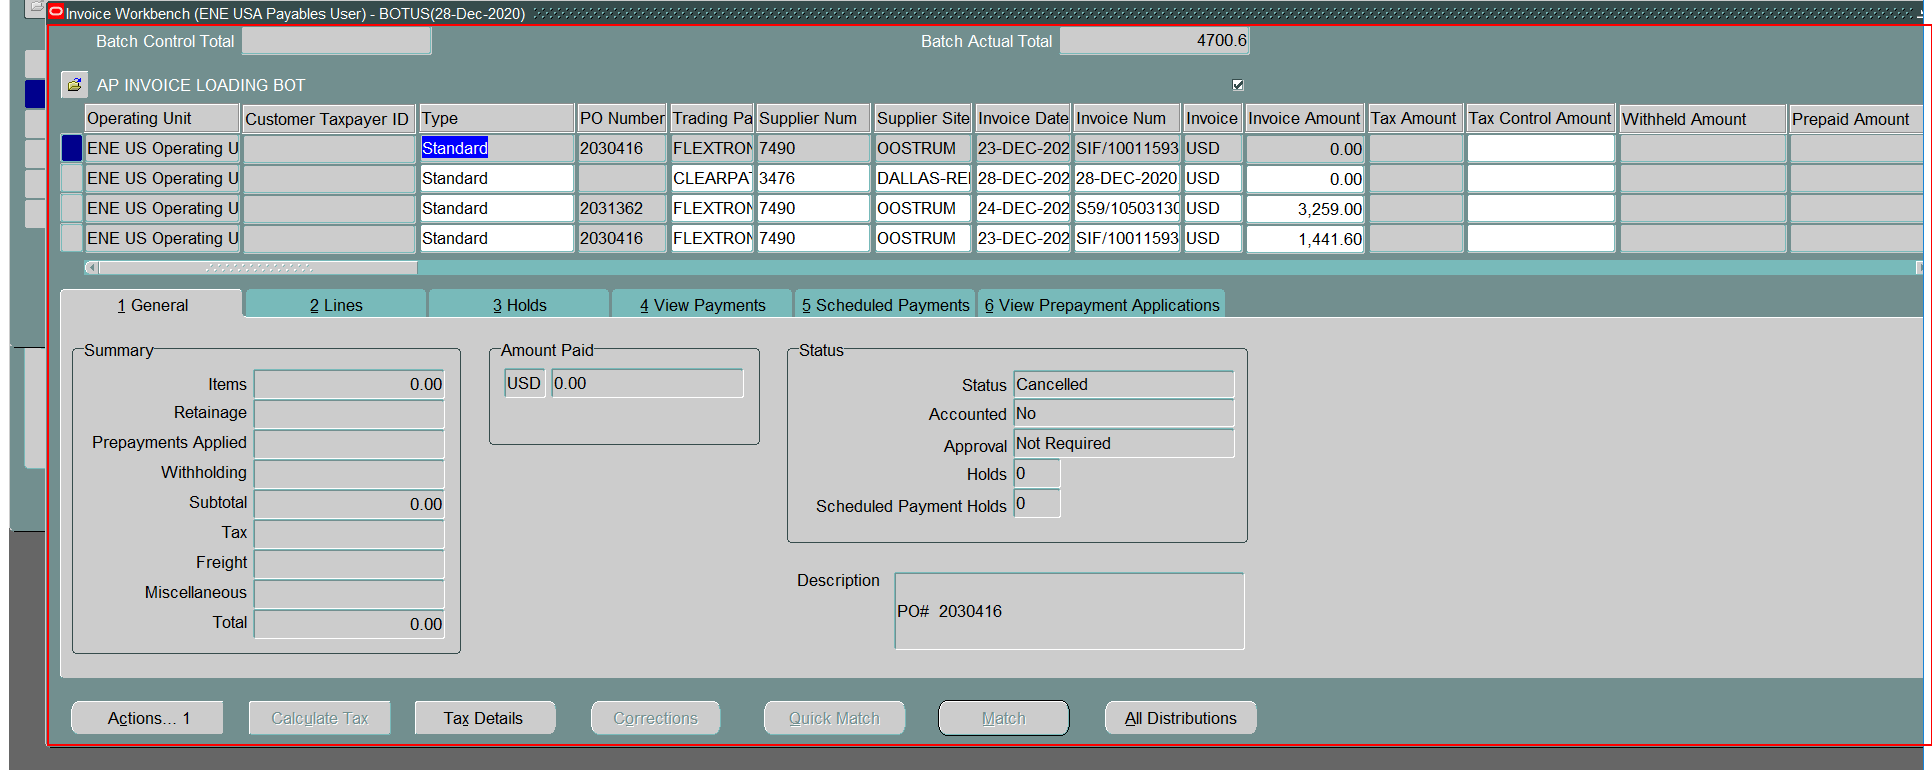 Invoice Workbench (ENE USA Payables User) - BOTUS(28-Dec-2020)
Batch Control Total Batch Actual Total 4700.6
AP INVOICE LOADING BOT
Operating Unit Customer Taxpayer ID Type PO Number Trading Pa Supplier Num Supplier Site Invoice Date Invoice Num Invoice Invoice Amount Tax Amount Tax Control Amount Withheld Amount Prepaid Amount
ENE US Operating U Standard 2030416 FLEXTRON 7490 OOSTRUM 23-DEC-202 SIF/10011593 USD 0.00
ENE US Operating U Standard CLEARPAT 3476 DALLAS-REI 28-DEC-202 28-DEC-2020 USD 0.00
ENE US Operating U Standard 2031362 FLEXTRON 7490 OOSTRUM 24-DEC-202 S59/10503130 USD 3,259.00
ENE US Operating U Standard 2030416 FLEXTRON 7490 OOSTRUM 23-DEC-202 SIF/10011593 USD 1,441.60
1 General 2 Lines 3 Holds 4 View Payments 5 Scheduled Payments 6 View Prepayment Applications
Summary
Items 0.00
Retainage
Prepayments Applied
Withholding
Subtotal 0.00
Tax
Freight
Miscellaneous
Total 0.00
Amount Paid
USD 0.00
Status
Status Cancelled
Accounted No
Approval Not Required
Holds 0
Scheduled Payment Holds 0
Description PO# 2030416
Actions... 1 Calculate Tax Tax Details Corrections Quick Match Match All Distributions